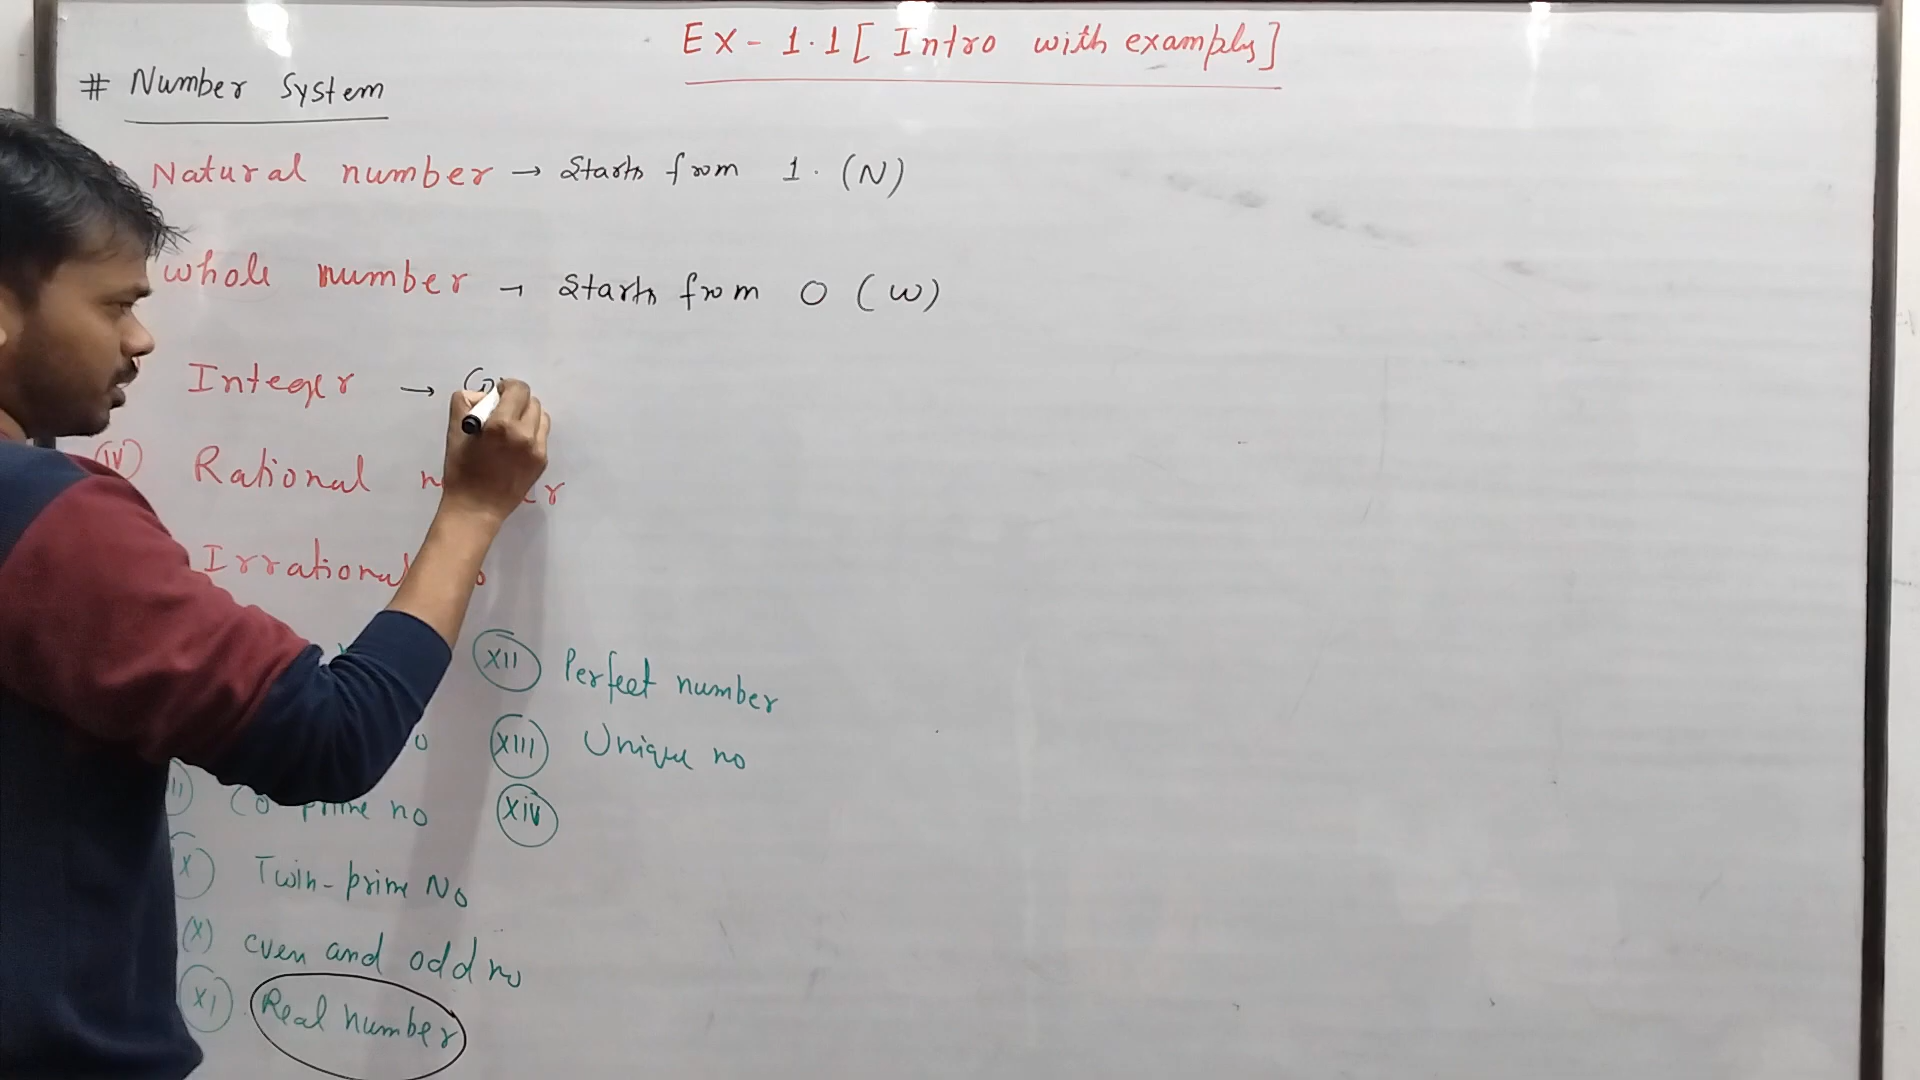 Ex - 1.1 [ Intro with examples]
# Number System
Natural number → Starts from 1. (N)
whole number → Starts from 0 (W)
Integer →
(iv) Rational
Irrational
XII Perfect number
XIII Unique no
Co-prime no
XIV
Twin-prime No
(X) even and odd no
XI Real number